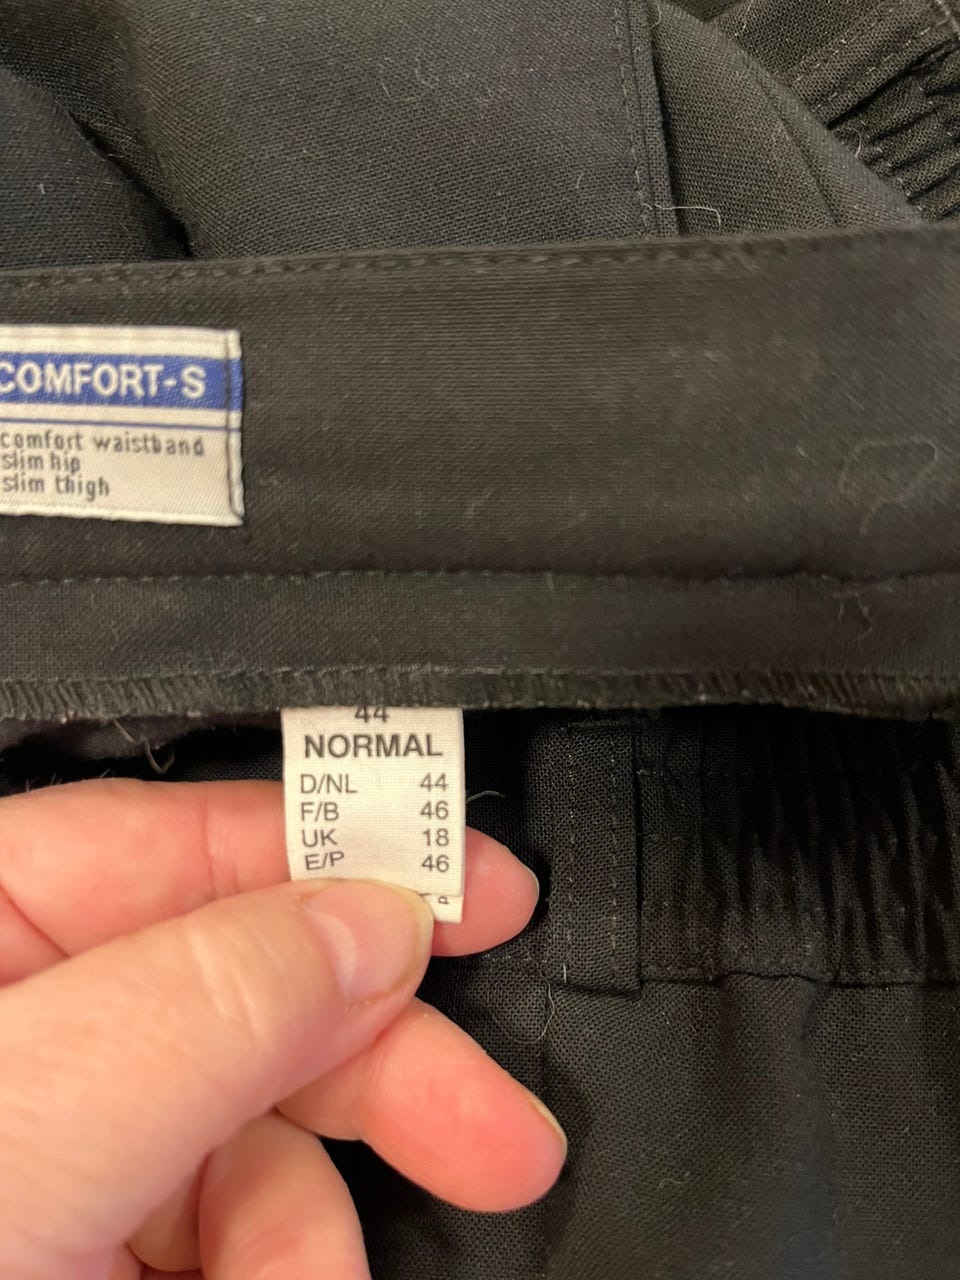 COMFORT-S
comfort waistband
slim hip
slim thigh
44
NORMAL
D/NL 44
F/B 46
UK 18
E/P 46